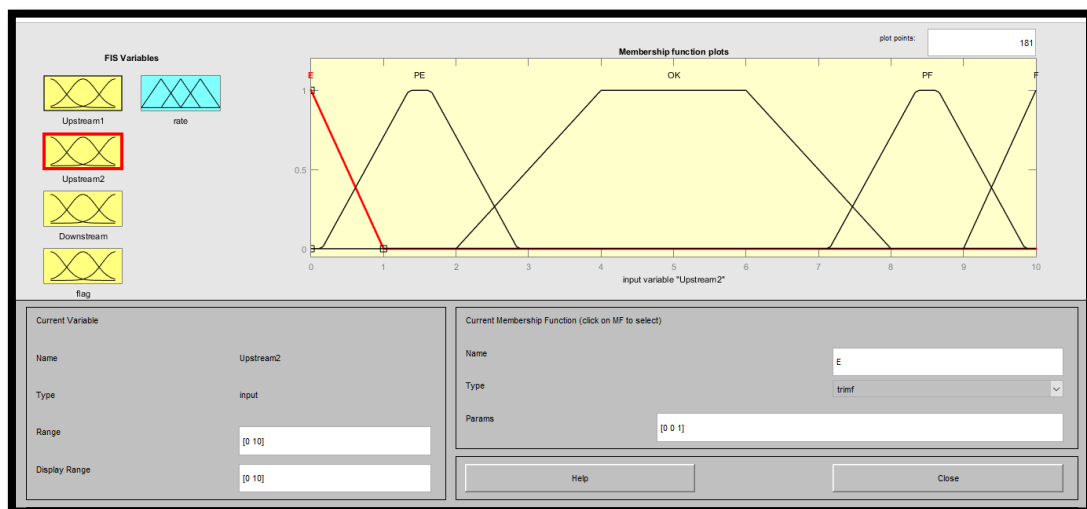 plot points:
181
FIS Variables
Membership function plots
Upstream1
rate
Upstream2
Downstream
flag
E
PE
OK
PF
F
1
0.5
0
0 1 2 3 4 5 6 7 8 9 10
input variable "Upstream2"
Current Variable
Name Upstream2
Type input
Range [0 10]
Display Range [0 10]
Current Membership Function (click on MF to select)
Name E
Type trimf
Params [0 0 1]
Help
Close